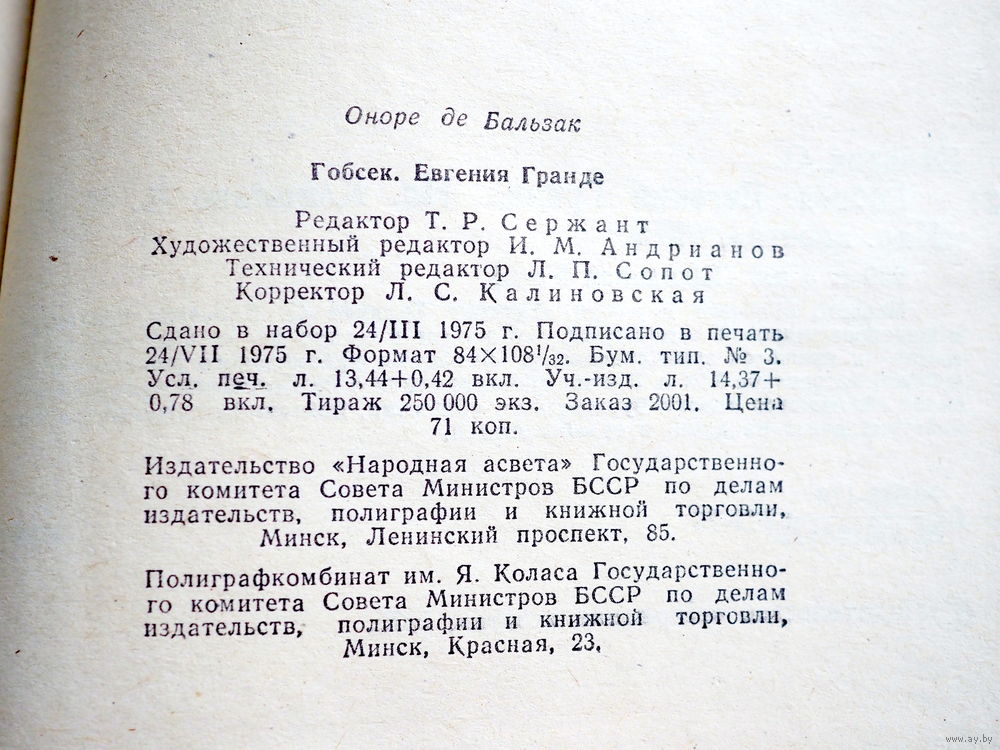 Оноре де Бальзак
Гобсек. Евгения Гранде
Редактор Т. Р. Сержант
Художественный редактор И. М. Андрианов
Технический редактор Л. П. Сопот
Корректор Л. С. Калиновская
Сдано в набор 24/III 1975 г. Подписано в печать
24/VII 1975 г. Формат 84×108¹/₃₂. Бум. тип. № 3.
Усл. печ. л. 13,44+0,42 вкл. Уч.-изд. л. 14,37+
0,78 вкл. Тираж 250 000 экз. Заказ 2001. Цена
71 коп.
Издательство «Народная асвета» Государственно-
го комитета Совета Министров БССР по делам
издательств, полиграфии и книжной торговли,
Минск, Ленинский проспект, 85.
Полиграфкомбинат им. Я. Коласа Государственно-
го комитета Совета Министров БССР по делам
издательств, полиграфии и книжной торговли,
Минск, Красная, 23.
www.ay.by